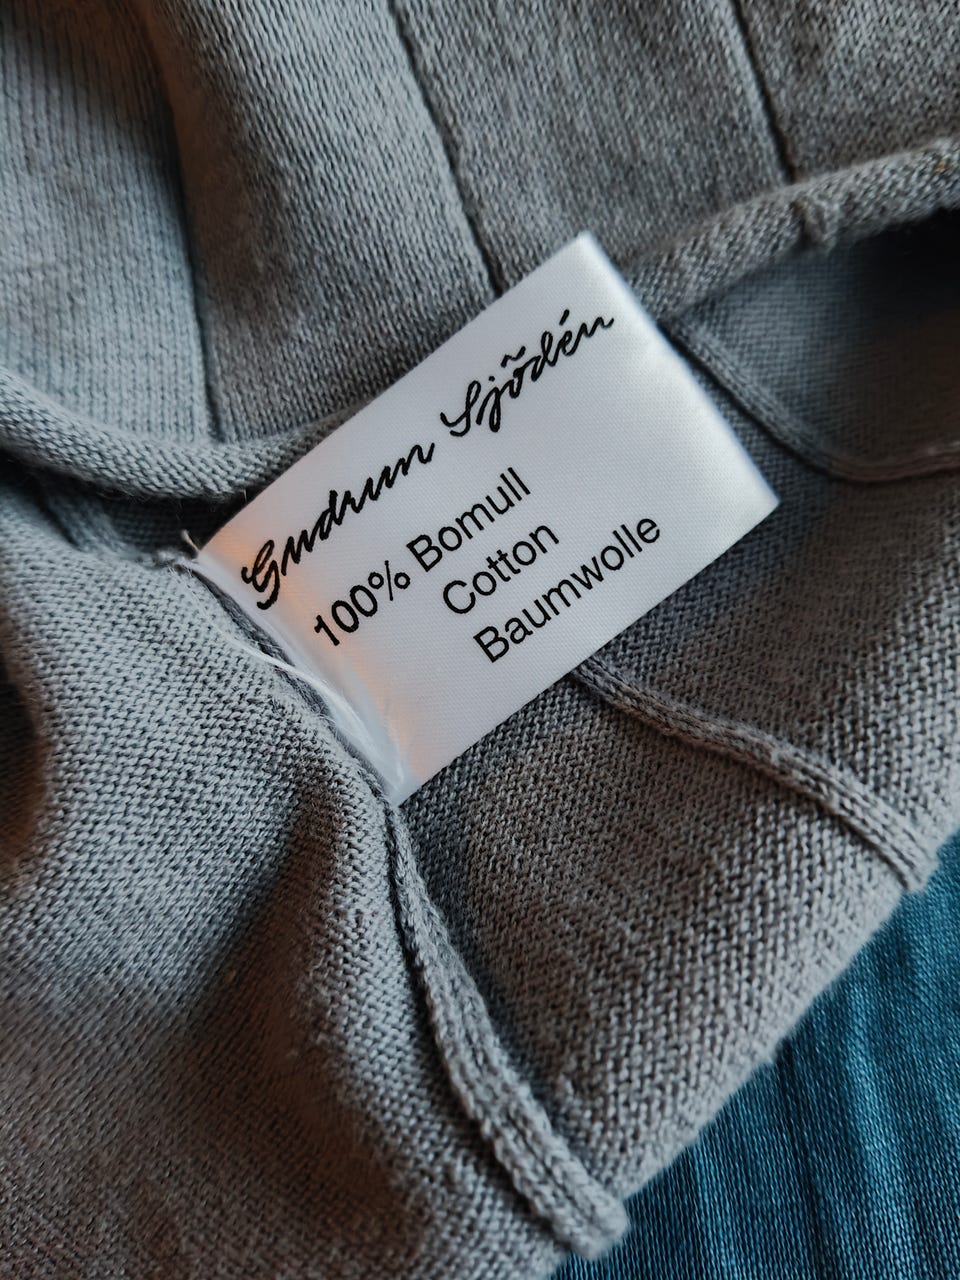 Gudrun Sjödén
100% Bomull
Cotton
Baumwolle